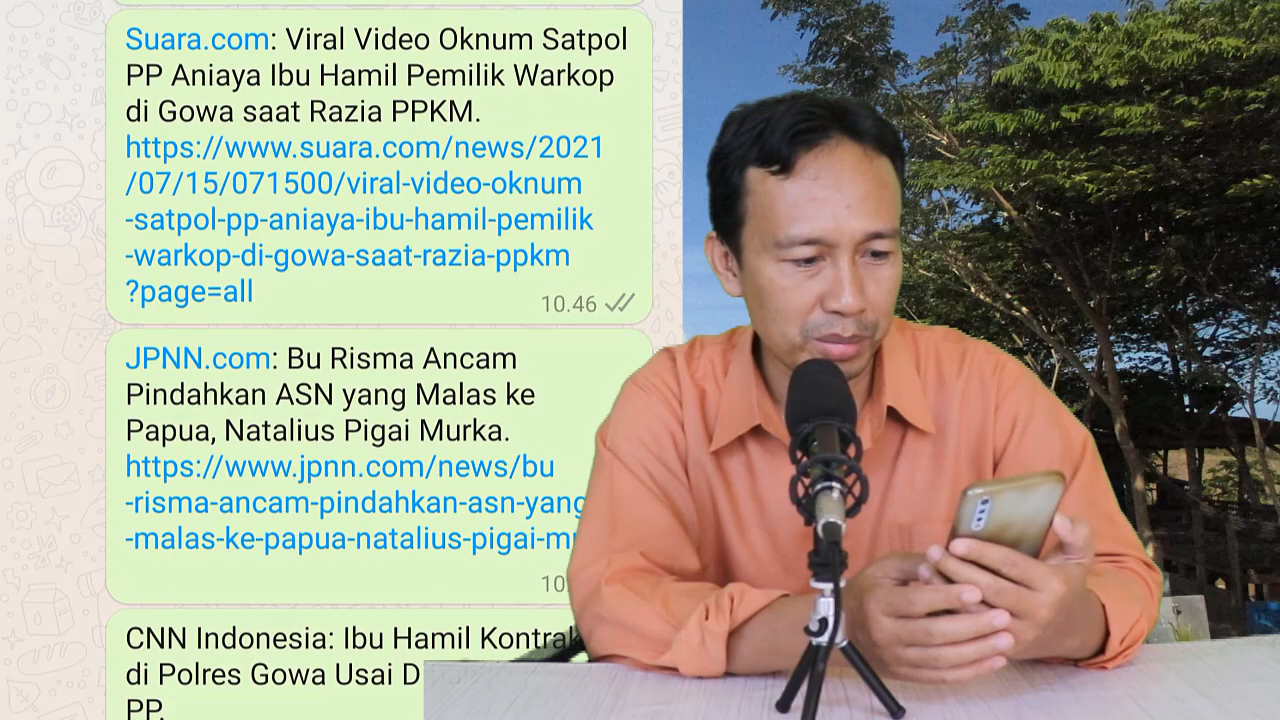 Suara.com: Viral Video Oknum Satpol
PP Aniaya Ibu Hamil Pemilik Warkop
di Gowa saat Razia PPKM.
https://www.suara.com/news/2021
/07/15/071500/viral-video-oknum
-satpol-pp-aniaya-ibu-hamil-pemilik
-warkop-di-gowa-saat-razia-ppkm
?page=all
10.46
JPNN.com: Bu Risma Ancam
Pindahkan ASN yang Malas ke
Papua, Natalius Pigai Murka.
https://www.jpnn.com/news/bu
-risma-ancam-pindahkan-asn-yang
-malas-ke-papua-natalius-pigai-m
10
CNN Indonesia: Ibu Hamil Kontrak
di Polres Gowa Usai D
PP.